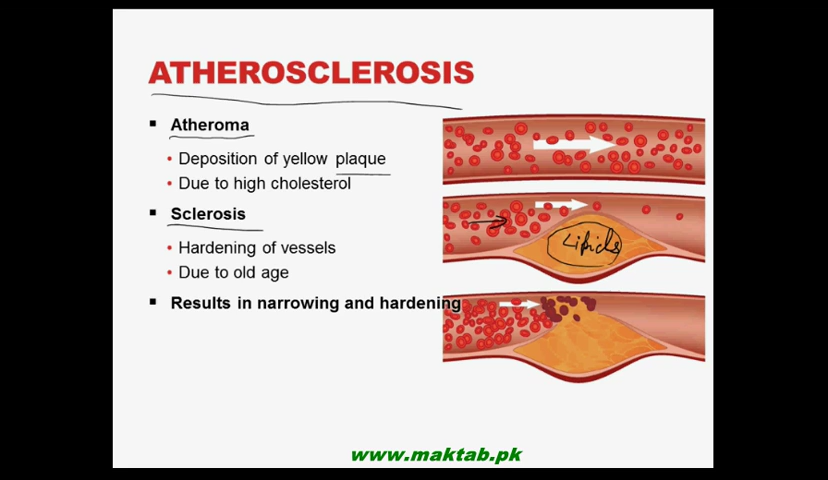 ATHEROSCLEROSIS
Atheroma
Deposition of yellow plaque
Due to high cholesterol
Sclerosis
Hardening of vessels
Due to old age
Results in narrowing and hardening
Lipids
www.maktab.pk